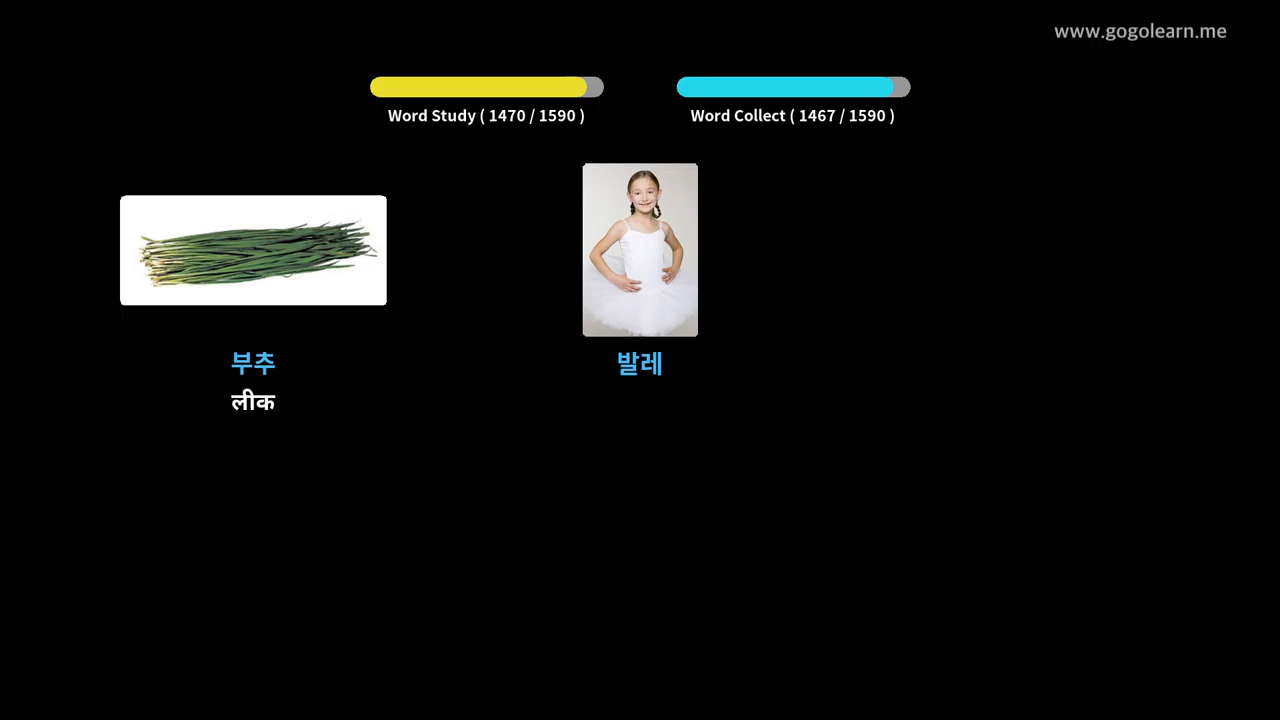 www.gogolearn.me
Word Study ( 1470 / 1590 )
Word Collect ( 1467 / 1590 )
부추
लीक
발레